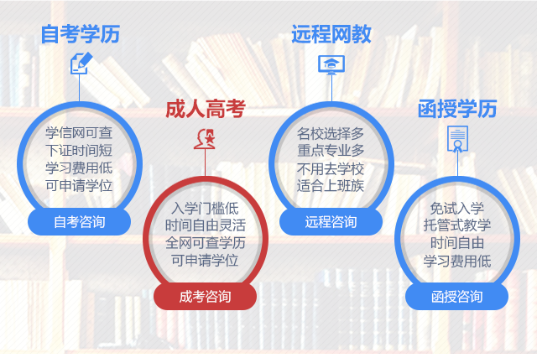 自考学历
学信网可查
下证时间短
学习费用低
可申请学位
自考咨询
成人高考
入学门槛低
时间自由灵活
全网可查学历
可申请学位
成考咨询
远程网教
名校选择多
重点专业多
不用去学校
适合上班族
远程咨询
函授学历
免试入学
托管式教学
时间自由
学习费用低
函授咨询